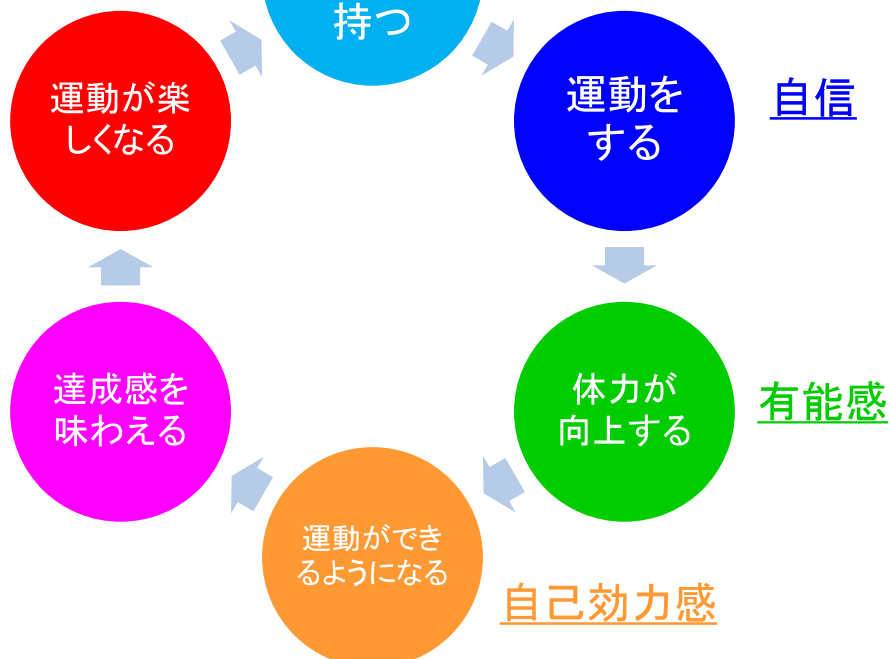 持つ
運動が楽
しくなる
運動を
する
自信
達成感を
味わえる
体力が
向上する
有能感
運動ができ
るようになる
自己効力感